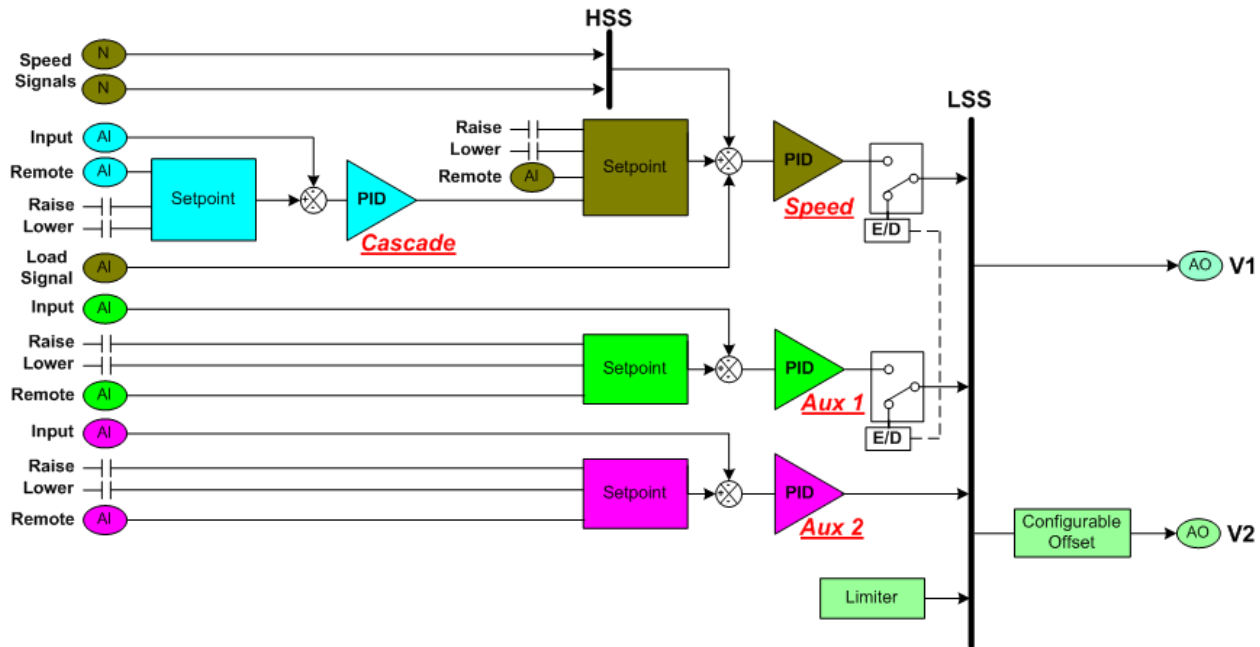 HSS
Speed
Signals
N
N
LSS
Input
AI
Remote
AI
Setpoint
Raise
Lower
PID
Cascade
Raise
Lower
Remote
AI
Setpoint
PID
Speed
E/D
Load
Signal
AI
AO
V1
Input
AI
Raise
Lower
Remote
AI
Setpoint
PID
Aux 1
E/D
Input
AI
Raise
Lower
Remote
AI
Setpoint
PID
Aux 2
Configurable
Offset
AO
V2
Limiter